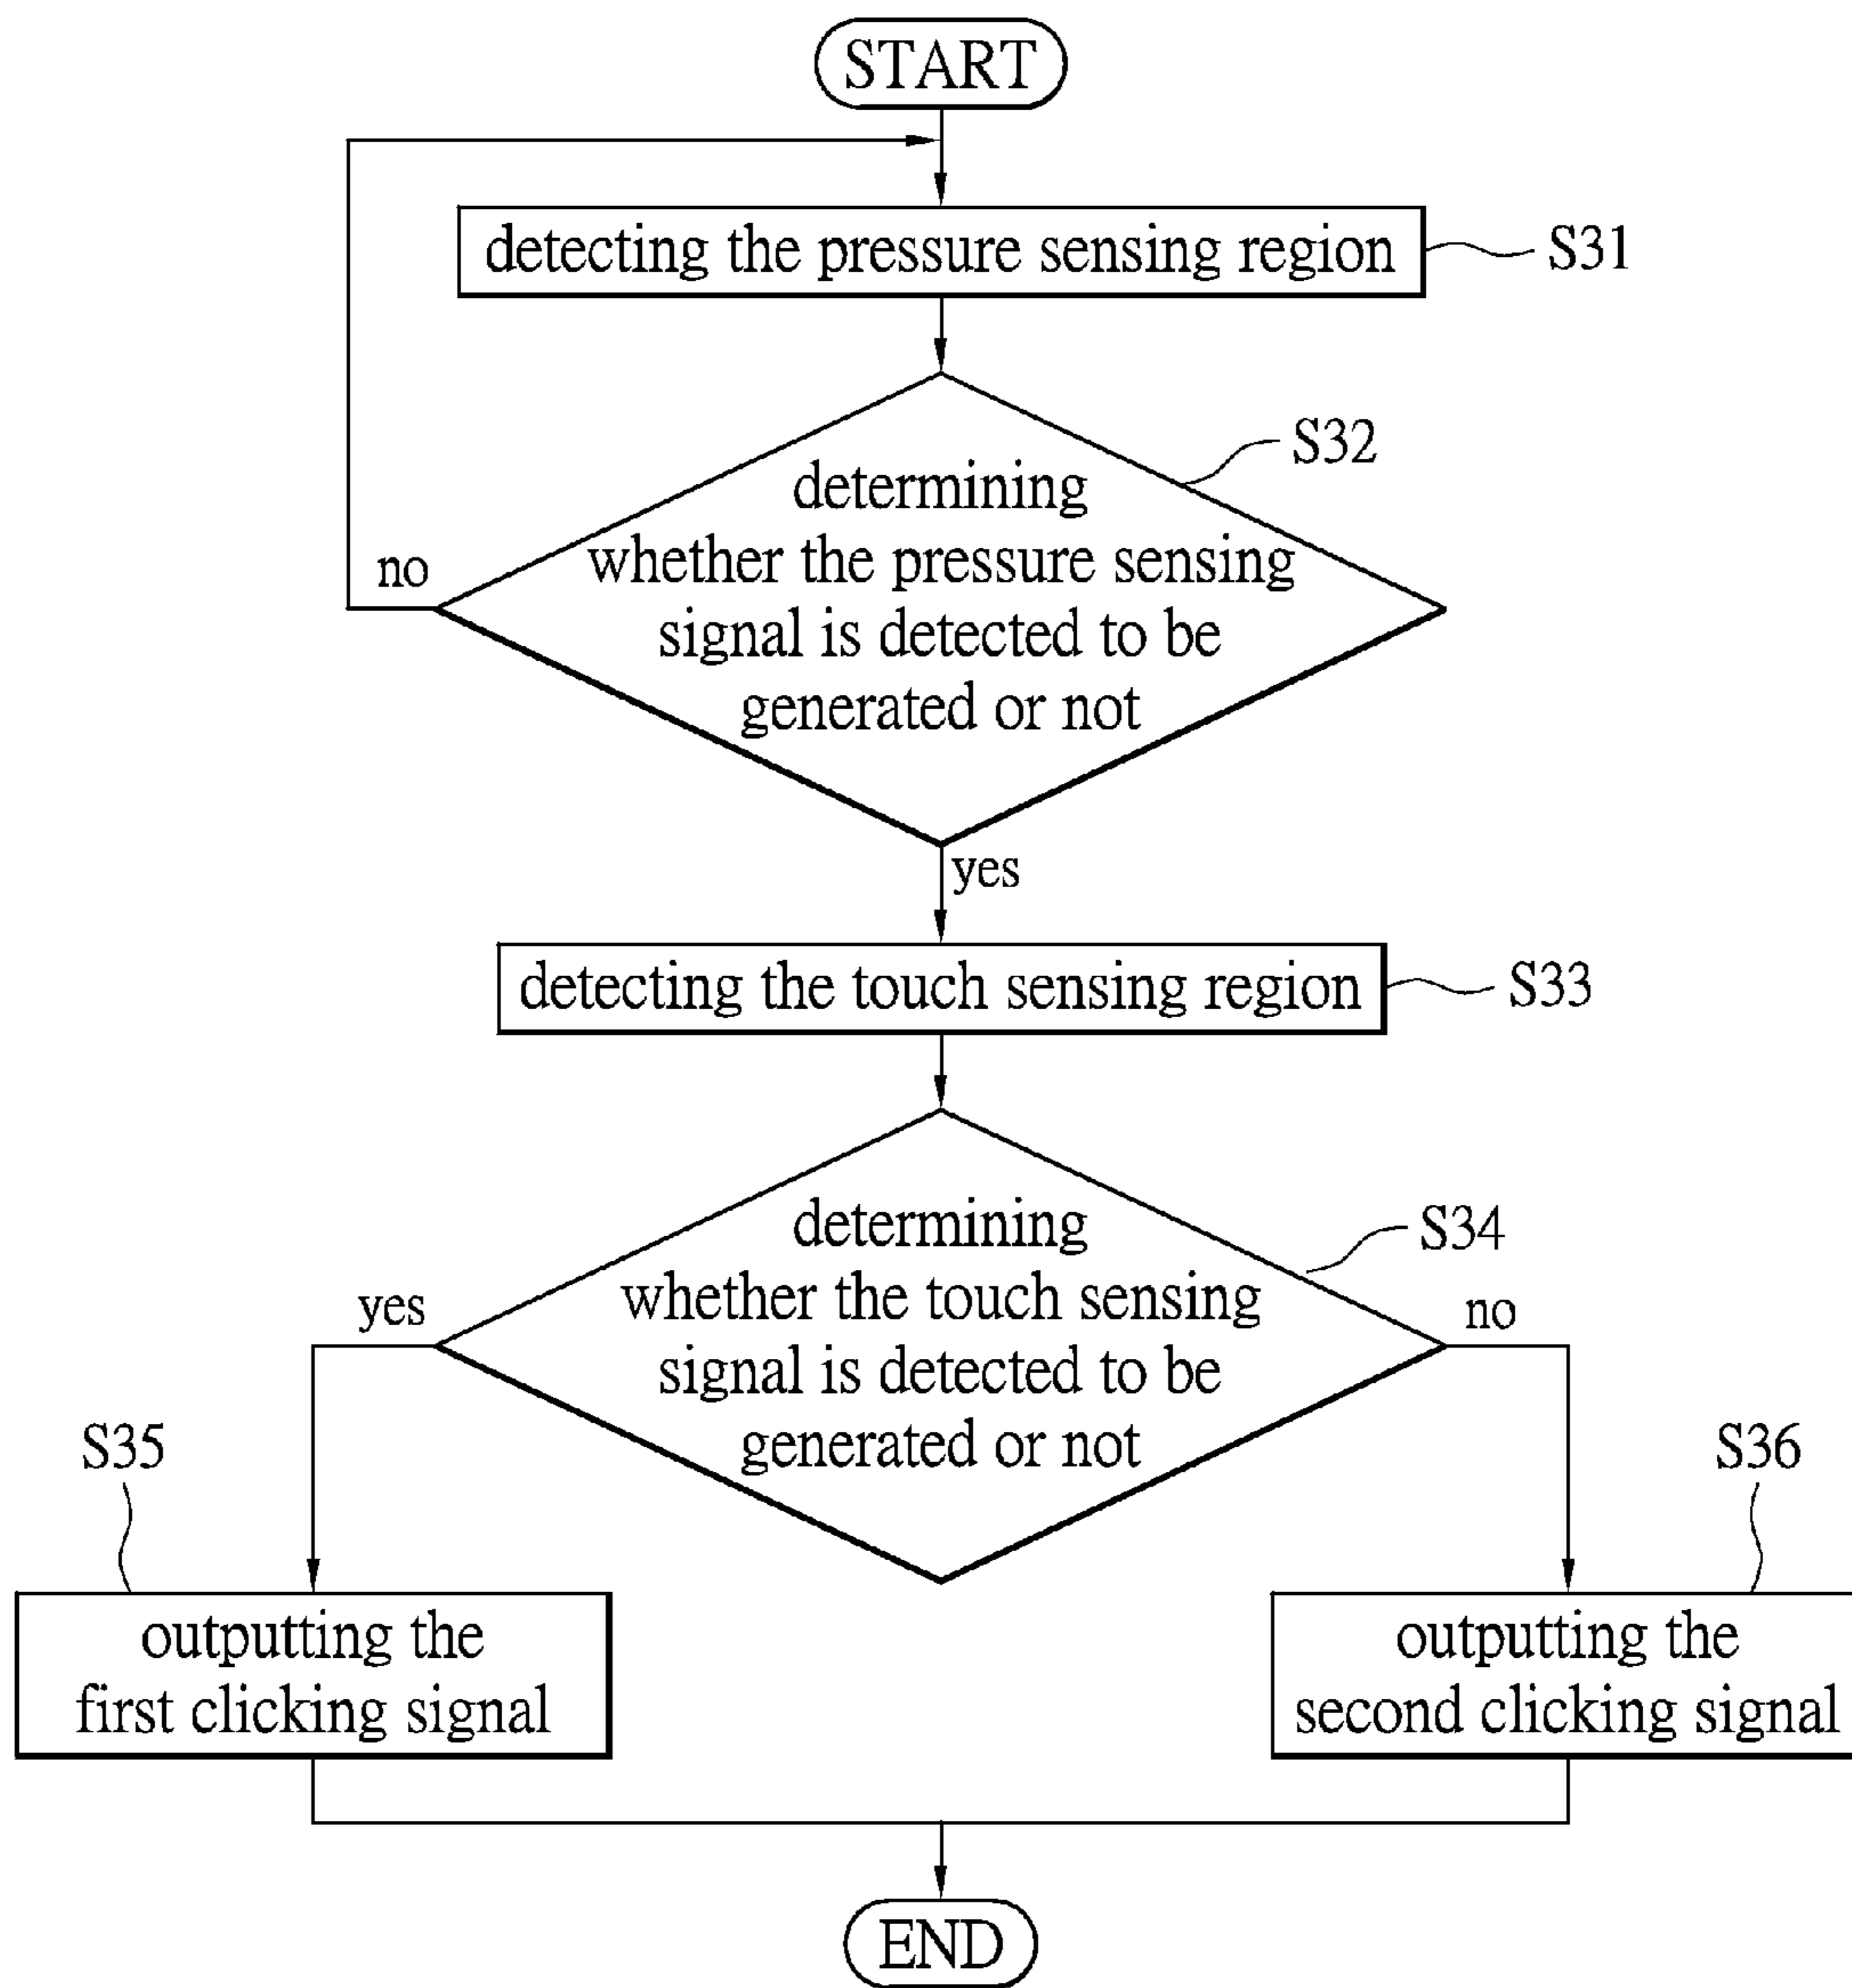 START
detecting the pressure sensing region
S31
S32
determining
whether the pressure sensing
signal is detected to be
generated or not
no
yes
detecting the touch sensing region
S33
determining
whether the touch sensing
signal is detected to be
generated or not
S34
yes
no
S35
outputting the
first clicking signal
S36
outputting the
second clicking signal
END